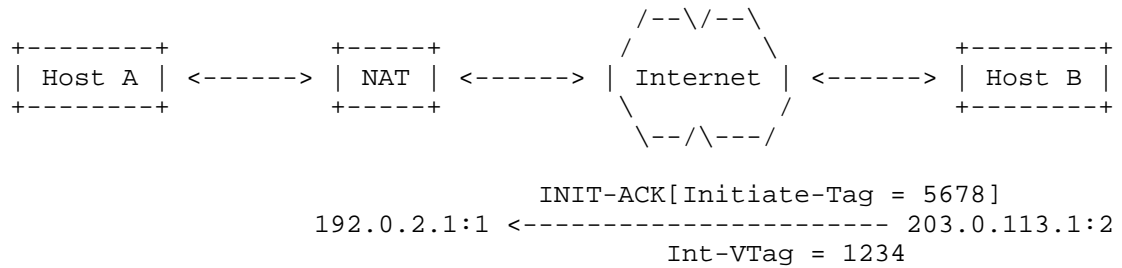 /--\/--\
+--------+ +-----+ / \ +--------+
| Host A | <------> | NAT | <------> | Internet | <------> | Host B |
+--------+ +-----+ \ / +--------+
\--/\---/
INIT-ACK[Initiate-Tag = 5678]
192.0.2.1:1 <----------------------- 203.0.113.1:2
Int-VTag = 1234